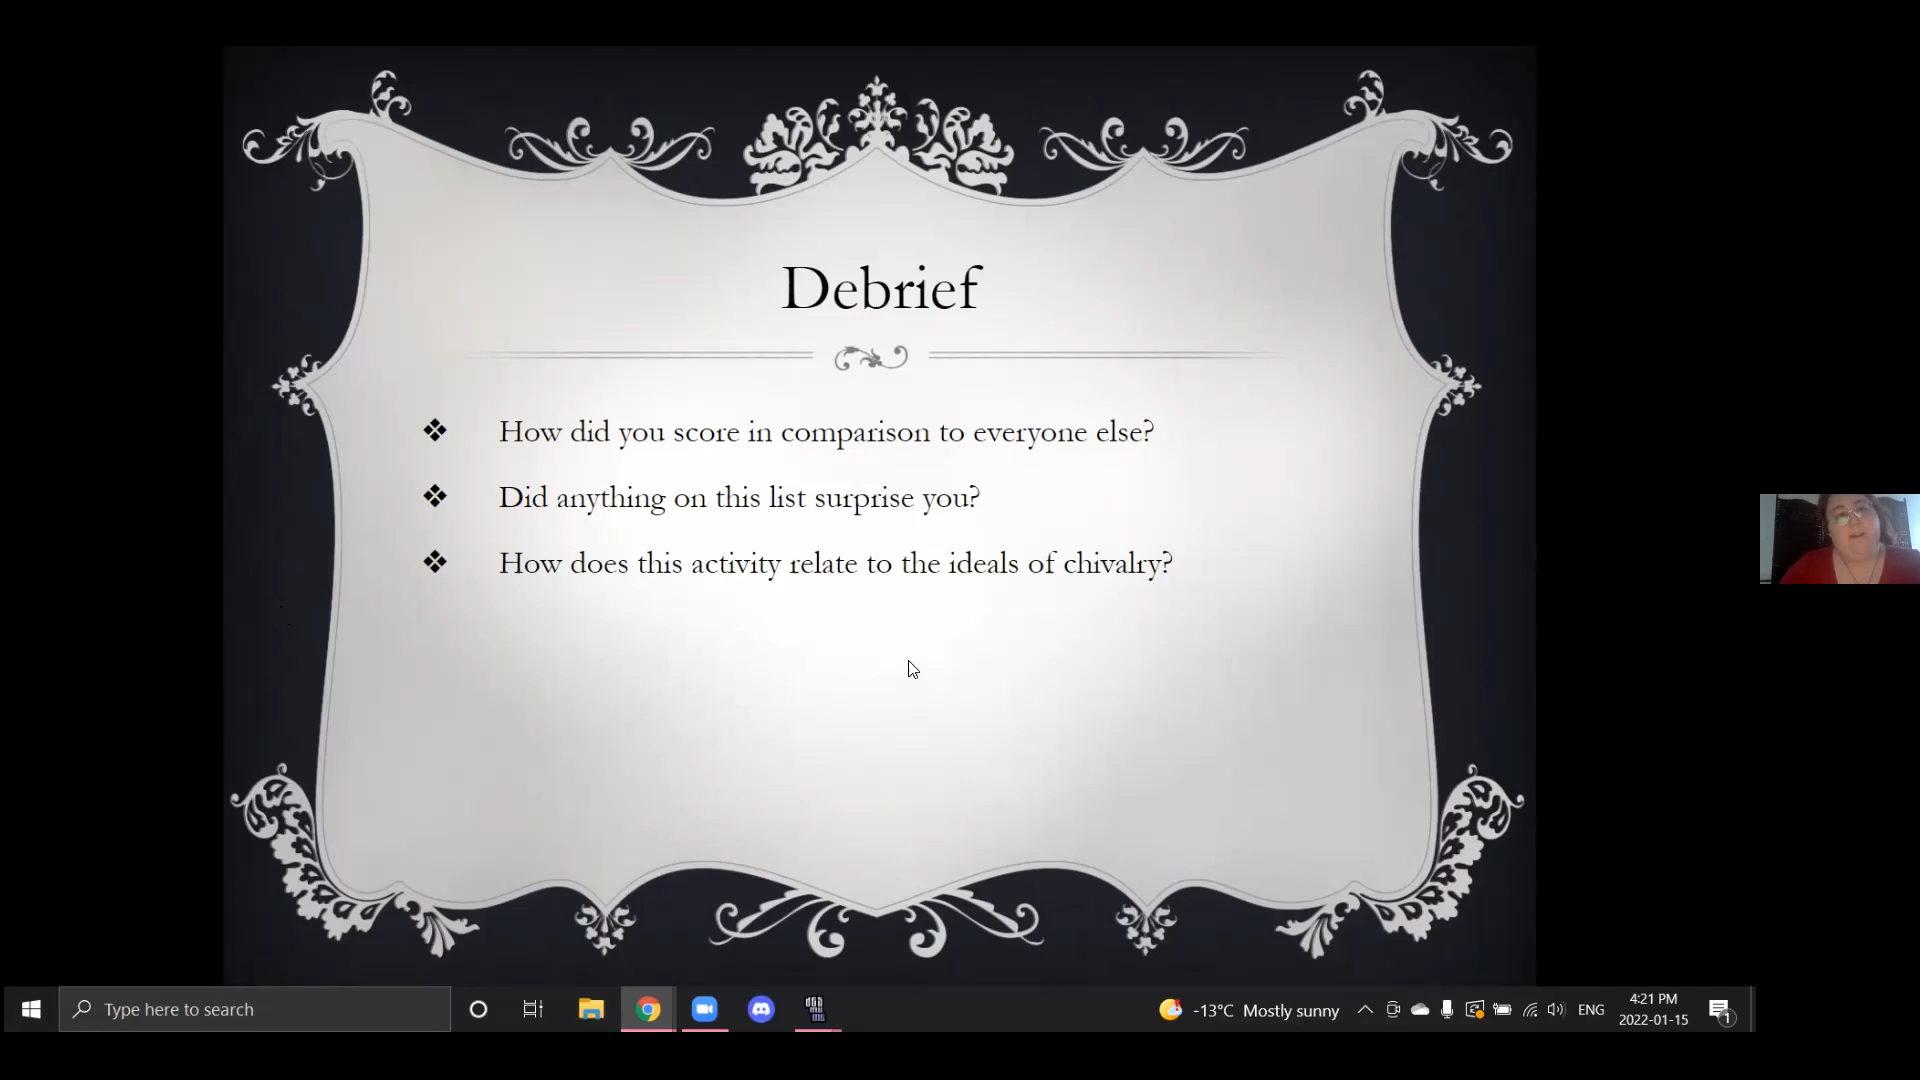 Debrief
How did you score in comparison to everyone else?
Did anything on this list surprise you?
How does this activity relate to the ideals of chivalry?
Type here to search
-13°C Mostly sunny
ENG
4:21 PM
2022-01-15
1